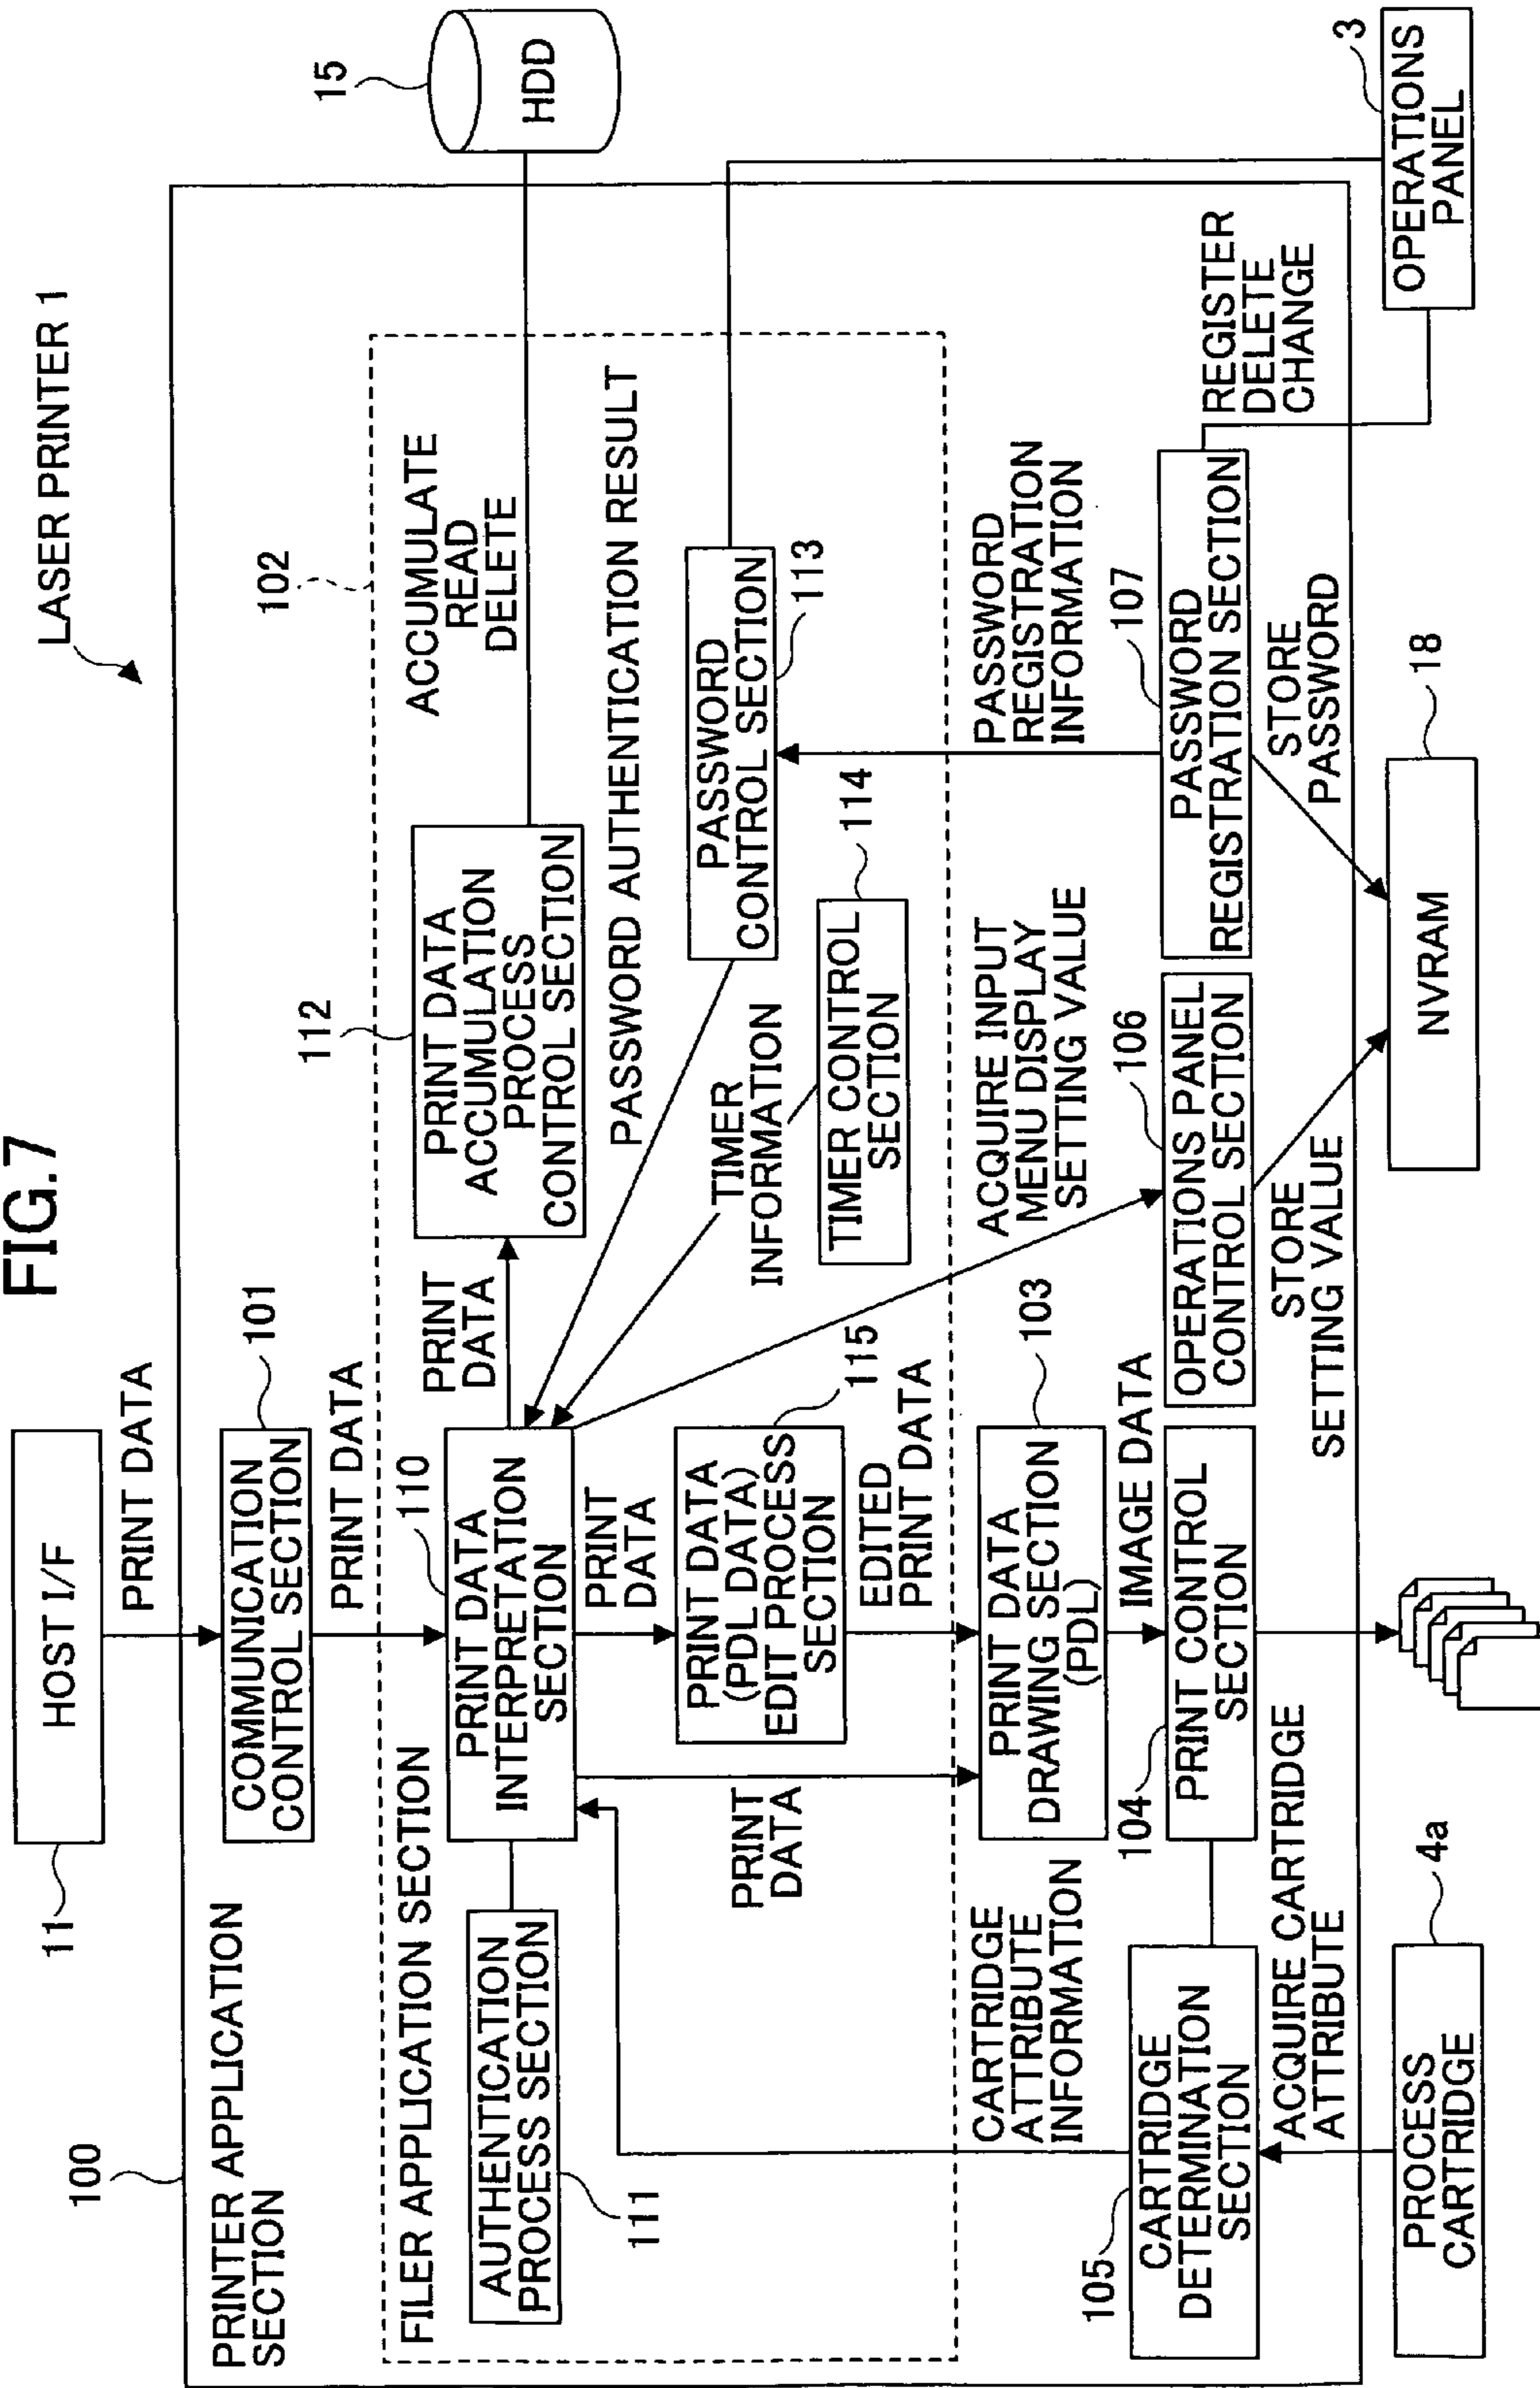 FIG.7
LASER PRINTER 1
11
HOST I/F
PRINT DATA
100
PRINTER APPLICATION
SECTION
COMMUNICATION
CONTROL SECTION
101
PRINT DATA
102
15
HDD
FILER APPLICATION SECTION
AUTHENTICATION
PROCESS SECTION
111
110
PRINT DATA
INTERPRETATION
SECTION
PRINT
DATA
112
PRINT DATA
ACCUMULATION
PROCESS
CONTROL SECTION
ACCUMULATE
READ
DELETE
PASSWORD AUTHENTICATION RESULT
PRINT
DATA
PRINT DATA
(PDL DATA)
EDIT PROCESS
SECTION
115
TIMER
INFORMATION
PASSWORD
CONTROL SECTION
113
TIMER CONTROL
SECTION
114
PRINT
DATA
EDITED
PRINT DATA
CARTRIDGE
ATTRIBUTE
INFORMATION
PRINT DATA
DRAWING SECTION
(PDL)
103
ACQUIRE INPUT
MENU DISPLAY
SETTING VALUE
PASSWORD
REGISTRATION
INFORMATION
IMAGE DATA
105
CARTRIDGE
DETERMINATION
SECTION
104
PRINT CONTROL
SECTION
106
OPERATIONS PANEL
CONTROL SECTION
107
PASSWORD
REGISTRATION SECTION
REGISTER
DELETE
CHANGE
ACQUIRE CARTRIDGE
ATTRIBUTE
STORE
SETTING VALUE
STORE
PASSWORD
PROCESS
CARTRIDGE
4a
NVRAM
18
OPERATIONS
PANEL
3